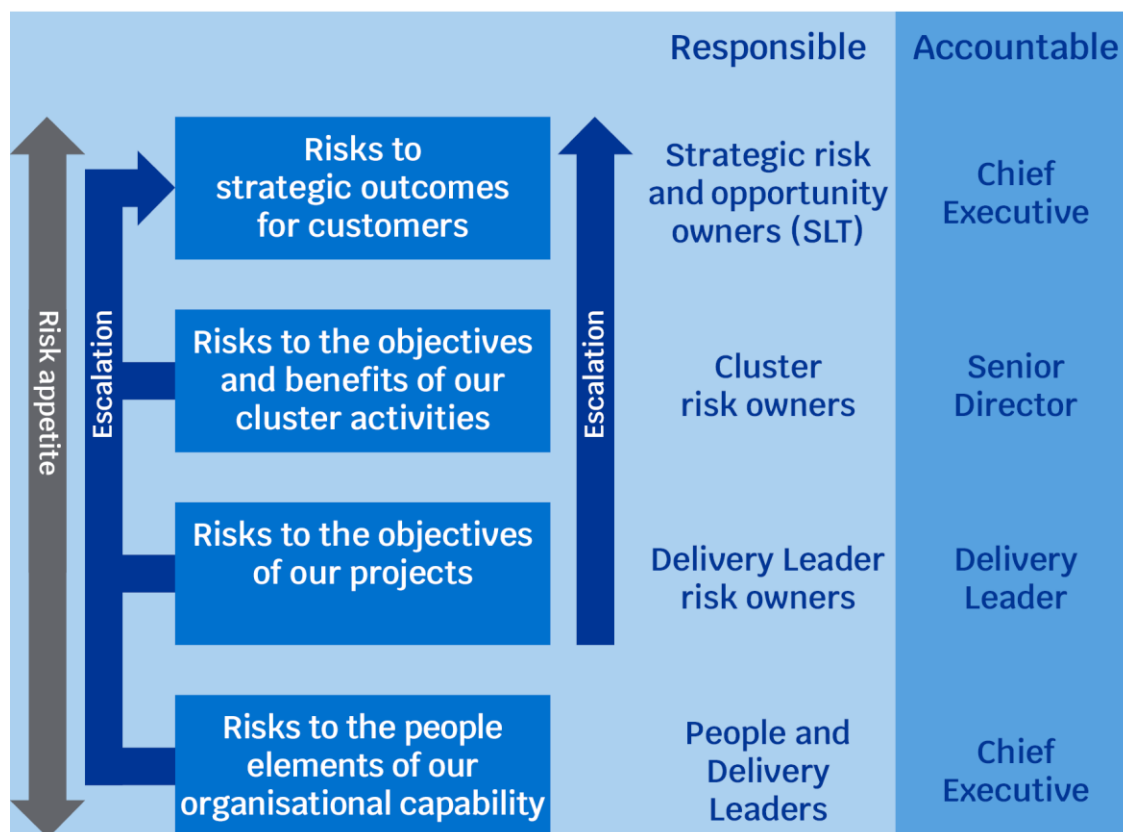 Responsible
Accountable
Risks to
strategic outcomes
for customers
Strategic risk
and opportunity
owners (SLT)
Chief
Executive
Risk appetite
Escalation
Escalation
Risks to the objectives
and benefits of our
cluster activities
Cluster
risk owners
Senior
Director
Risks to the objectives
of our projects
Delivery Leader
risk owners
Delivery
Leader
Risks to the people
elements of our
organisational capability
People and
Delivery
Leaders
Chief
Executive